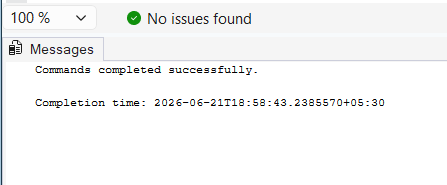 100 %
No issues found
Messages
Commands completed successfully.
Completion time: 2026-06-21T18:58:43.2385570+05:30